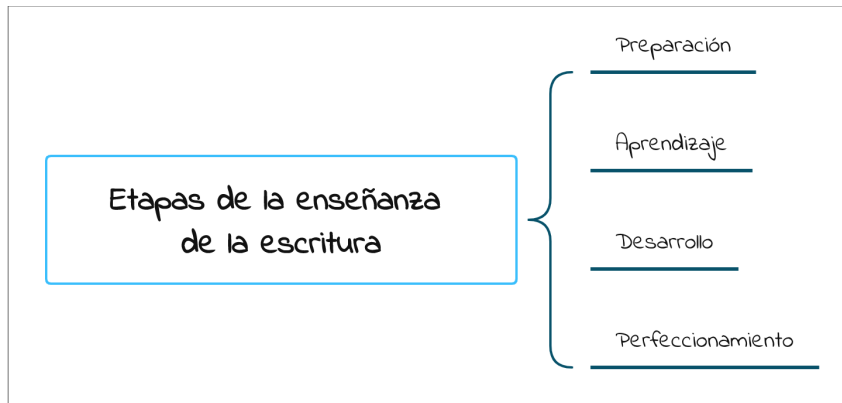 Etapas de la enseñanza
de la escritura
Preparación
Aprendizaje
Desarrollo
Perfeccionamiento